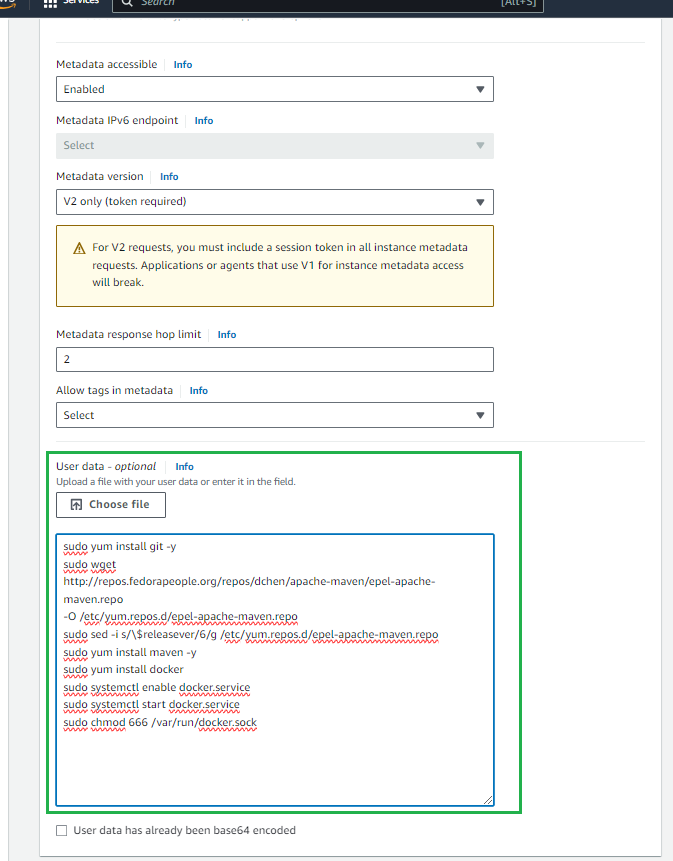 Services
Search
[Alt+S]
Metadata accessible Info
Enabled
Metadata IPv6 endpoint Info
Select
Metadata version Info
V2 only (token required)
For V2 requests, you must include a session token in all instance metadata
requests. Applications or agents that use V1 for instance metadata access
will break.
Metadata response hop limit Info
2
Allow tags in metadata Info
Select
User data - optional Info
Upload a file with your user data or enter it in the field.
Choose file
sudo yum install git -y
sudo wget
http://repos.fedorapeople.org/repos/dchen/apache-maven/epel-apache-
maven.repo
-O /etc/yum.repos.d/epel-apache-maven.repo
sudo sed -i s/\$releasever/6/g /etc/yum.repos.d/epel-apache-maven.repo
sudo yum install maven -y
sudo yum install docker
sudo systemctl enable docker.service
sudo systemctl start docker.service
sudo chmod 666 /var/run/docker.sock
User data has already been base64 encoded